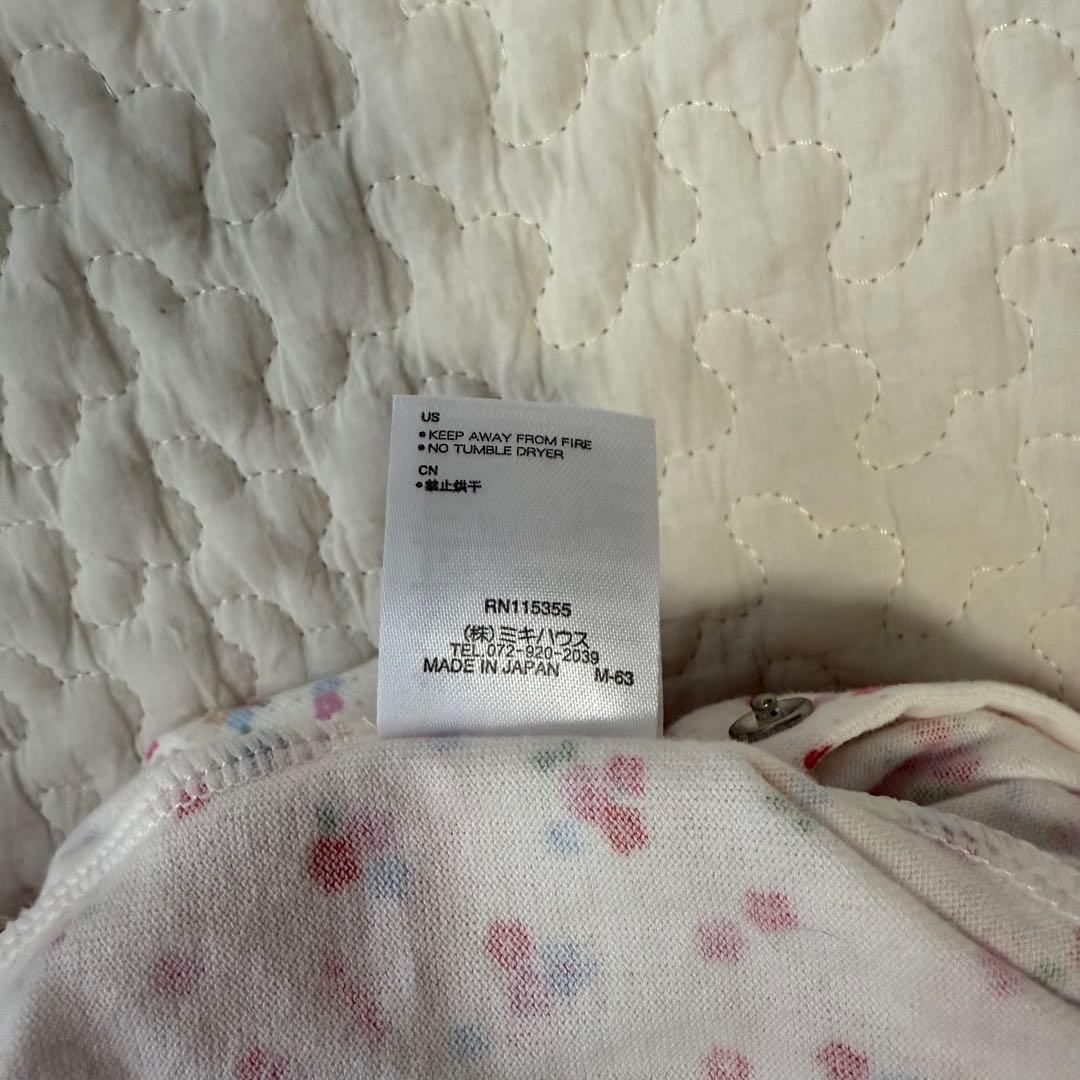 US
•KEEP AWAY FROM FIRE
•NO TUMBLE DRYER
CN
•禁止烘干
RN115355
(株)ミキハウス
TEL.072-920-2039
MADE IN JAPAN M-63